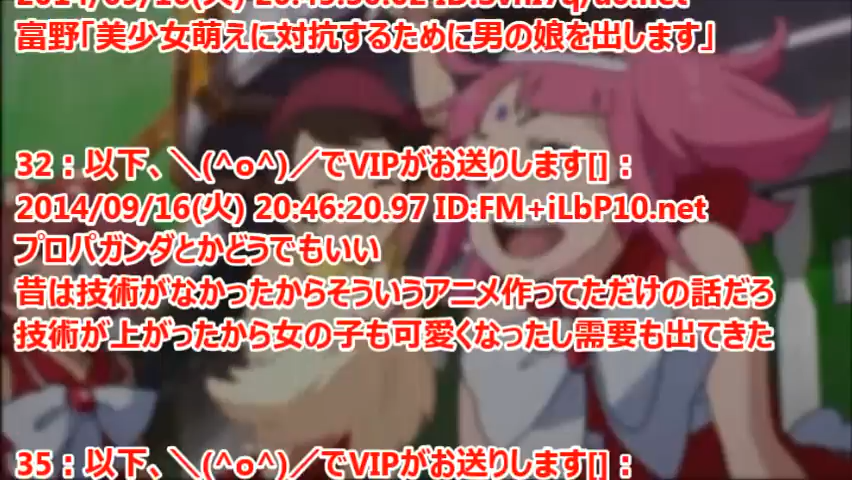 富野「美少女萌えに対抗するために男の娘を出します」
32：以下、＼(^o^)／でVIPがお送りします[]：
2014/09/16(火) 20:46:20.97 ID:FM+iLbP10.net
プロパガンダとかどうでもいい
昔は技術がなかったからそういうアニメ作ってただけの話だろ
技術が上がったから女の子も可愛くなったし需要も出てきた
35：以下、＼(^o^)／でVIPがお送りします[]：